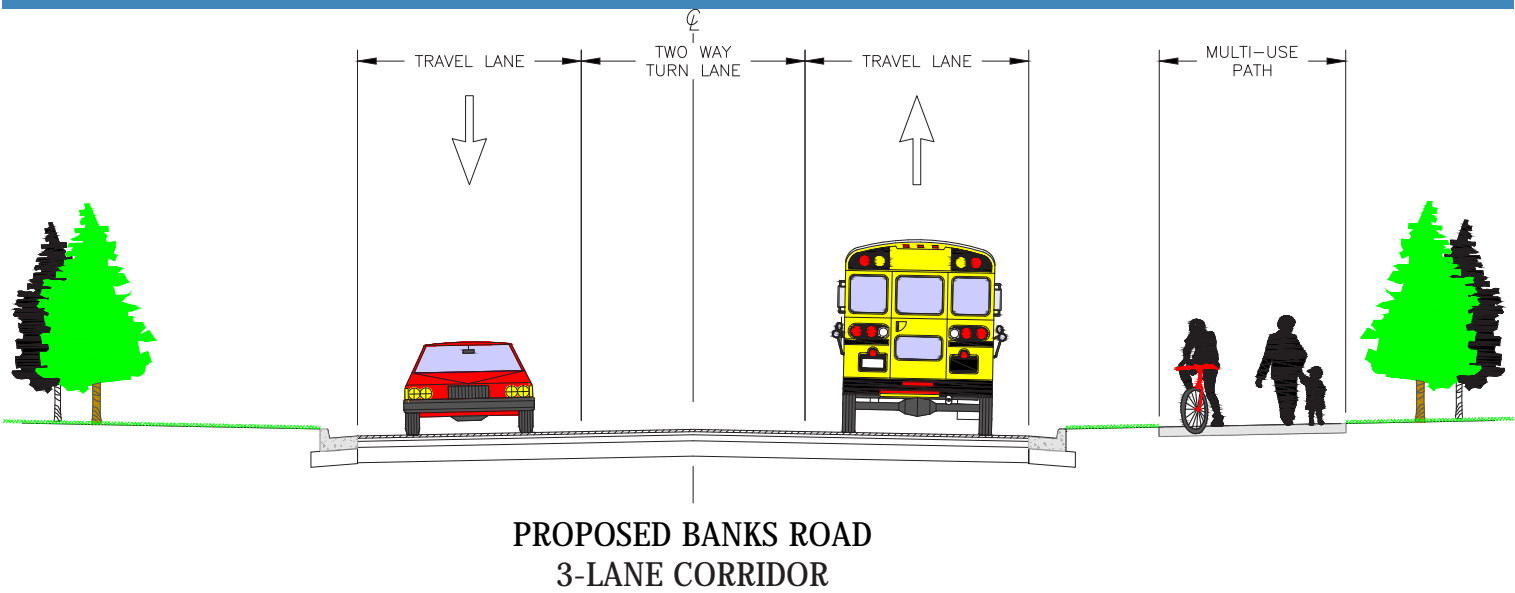 ℄
TRAVEL LANE
TWO WAY
TURN LANE
TRAVEL LANE
MULTI-USE
PATH
PROPOSED BANKS ROAD
3-LANE CORRIDOR